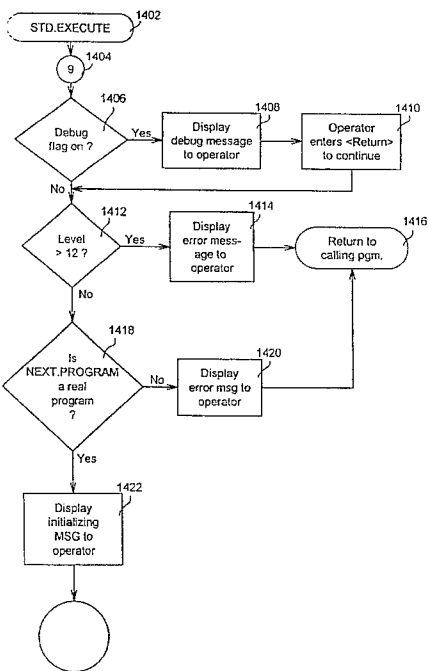 STD.EXECUTE
1402
9
1404
Debug
flag on ?
1406
Yes
Display
debug message
to operator
1408
Operator
enters <Return>
to continue
1410
No
Level
> 12 ?
1412
Yes
Display
error mess-
age to
operator
1414
Return to
calling pgm.
1416
No
Is
NEXT.PROGRAM
a real
program
?
1418
No
Display
error msg to
operator
1420
Yes
Display
initializing
MSG to
operator
1422